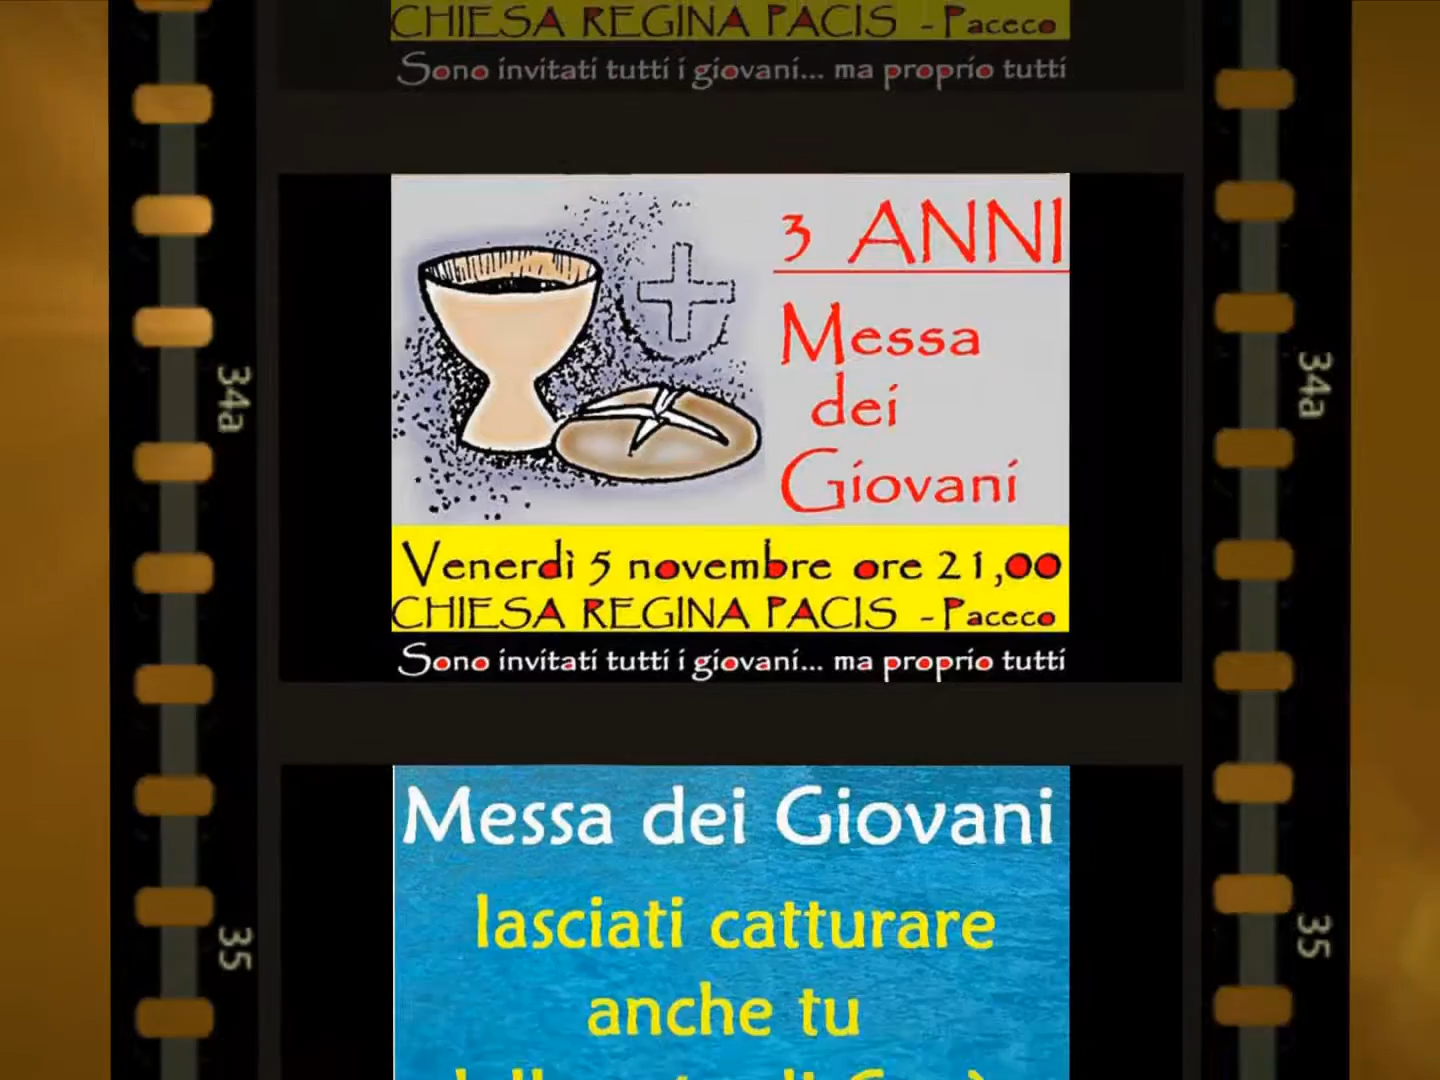 CHIESA REGINA PACIS - Paceco
Sono invitati tutti i giovani... ma proprio tutti
3 ANNI
Messa
dei
Giovani
Venerdì 5 novembre ore 21,00
CHIESA REGINA PACIS - Paceco
Sono invitati tutti i giovani... ma proprio tutti
Messa dei Giovani
lasciati catturare
anche tu
34a
34a
35
35